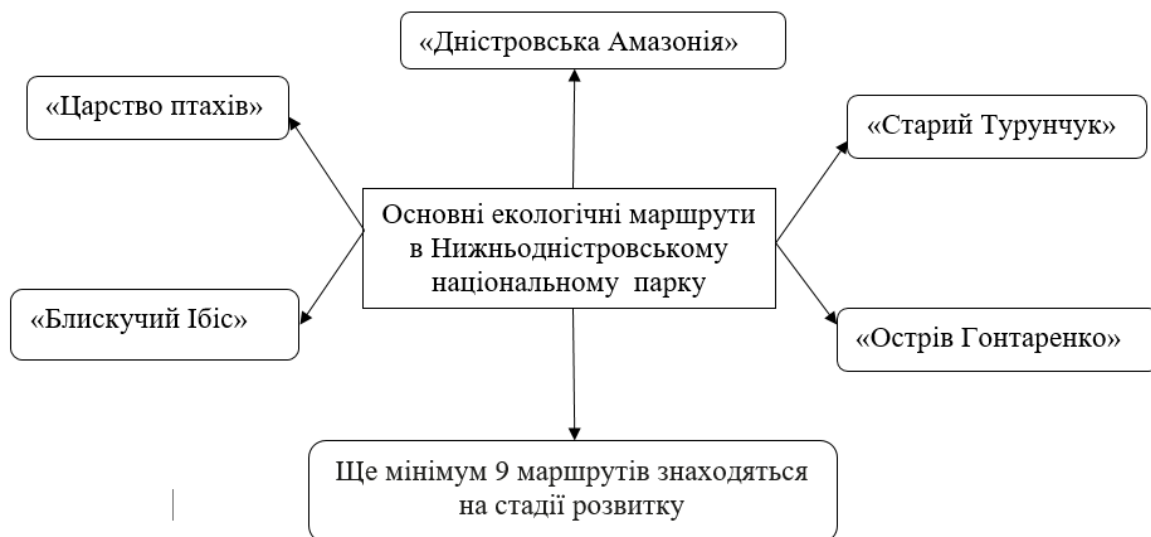 «Дністровська Амазонія»
«Царство птахів»
«Старий Турунчук»
Основні екологічні маршрути
в Нижньодністровському
національному парку
«Блискучий Ібіс»
«Острів Гонтаренко»
Ще мінімум 9 маршрутів знаходяться
на стадії розвитку